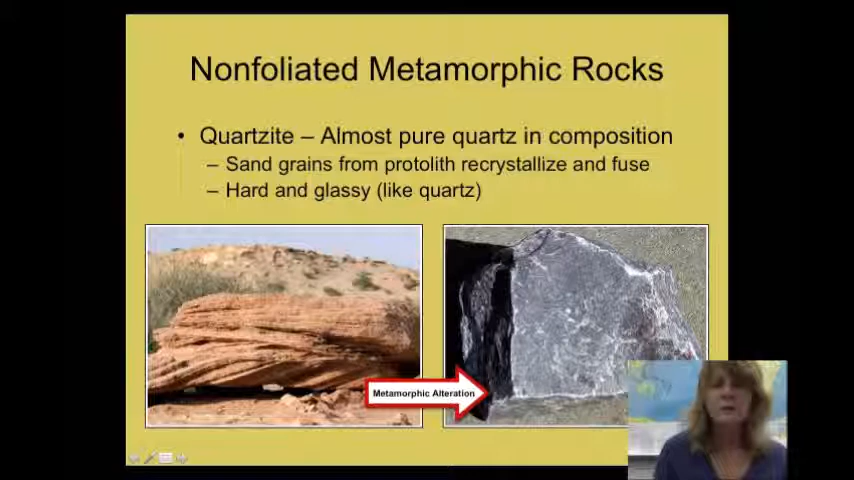 Nonfoliated Metamorphic Rocks
• Quartzite – Almost pure quartz in composition
– Sand grains from protolith recrystallize and fuse
– Hard and glassy (like quartz)
Metamorphic Alteration